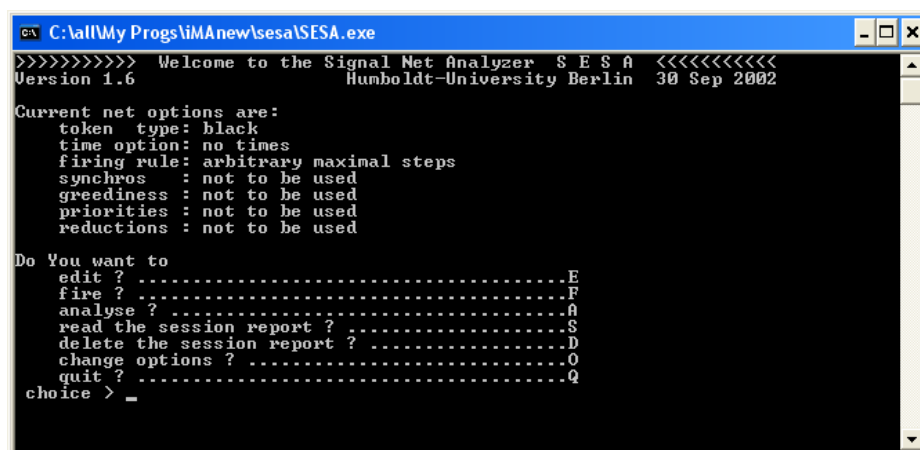 C:\all\My Progs\iMAnew\sesa\SESA.exe
>>>>>>>>>>> Welcome to the Signal Net Analyzer S E S A <<<<<<<<<<<
Version 1.6 Humboldt-University Berlin 30 Sep 2002
Current net options are:
token type: black
time option: no times
firing rule: arbitrary maximal steps
synchros : not to be used
greediness : not to be used
priorities : not to be used
reductions : not to be used
Do You want to
edit ? ........................................E
fire ? ........................................F
analyse ? .....................................A
read the session report ? ....................S
delete the session report ? ..................D
change options ? ..............................O
quit ? ........................................Q
choice > _